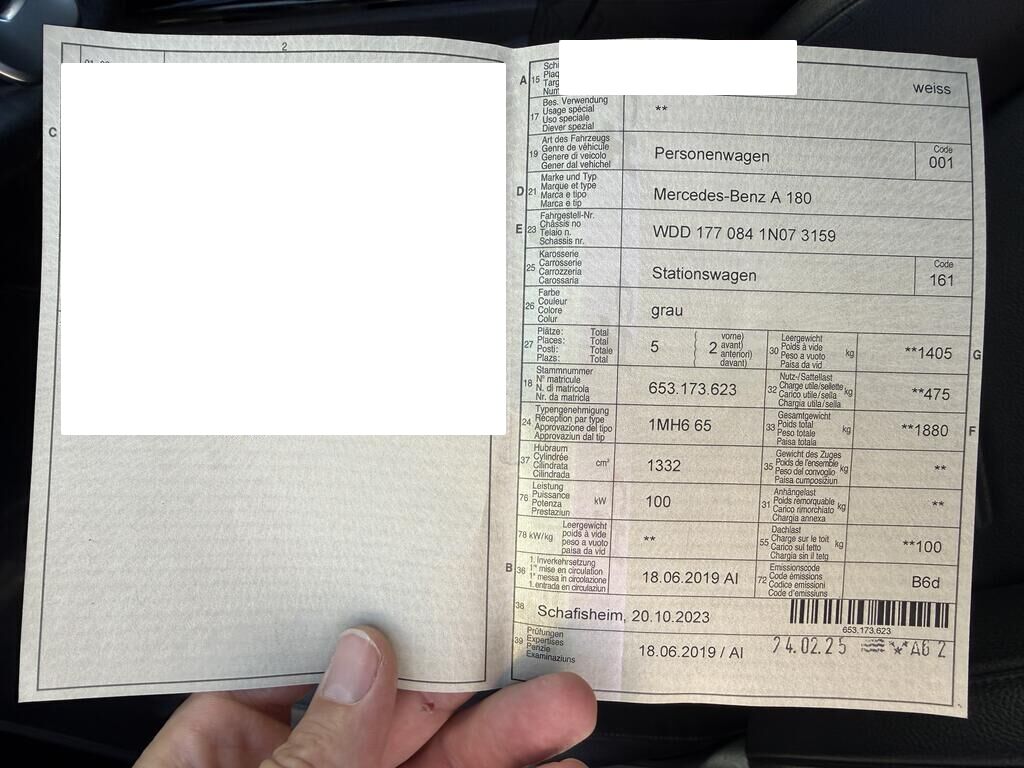 2
C
A 15 Schi
Plaq
Targ
Num
weiss
17 Bes. Verwendung
Usage spécial
Uso speciale
Diever spezial
**
19 Art des Fahrzeugs
Genre de véhicule
Genere di veicolo
Gener dal vehichel
Personenwagen
Code
001
D 21 Marke und Typ
Marque et type
Marca e tipo
Marca e tip
Mercedes-Benz A 180
E 23 Fahrgestell-Nr.
Châssis no
Telaio n.
Schassis nr.
WDD 177 084 1N07 3159
25 Karosserie
Carrosserie
Carrozzeria
Carossaria
Stationswagen
Code
161
26 Farbe
Couleur
Colore
Colur
grau
27 Plätze: Total
Places: Total
Posti: Totale
Plazs: Total
5
2
vorne)
avant)
anteriori)
davant)
30 Leergewicht
Poids à vide
Peso a vuoto
Paisa da vid
kg
**1405
G
18 Stammnummer
N° matricule
N. di matricola
Nr. da matricla
653.173.623
32 Nutz-/Sattellast
Charge utile/sellette
Carico utile/sella
Chargia utila/sella
kg
**475
24 Typengenehmigung
Réception par type
Approvazione del tipo
Approvaziun dal tip
1MH6 65
33 Gesamtgewicht
Poids total
Peso totale
Paisa totala
kg
**1880
F
37 Hubraum
Cylindrée
Cilindrata
Cilindrada
cm³
1332
35 Gewicht des Zuges
Poids de l'ensemble
Peso del convoglio
Paisa cumposiziun
kg
**
76 Leistung
Puissance
Potenza
Prestaziun
kW
100
31 Anhängelast
Poids remorquable
Carico rimorchiato
Chargia annexa
kg
**
78 kW/kg
Leergewicht
poids à vuoto
peso a vuoto
paisa da vid
**
55 Dachlast
Charge sur le toit
Carico sul tetto
Chargia sin il tetg
kg
**100
B 36 1. Inverkehrsetzung
1re mise en circulation
1a messa in circolazione
1. entrada en circulaziun
18.06.2019 AI
72 Emissionscode
Code émissions
Codice emissioni
Code d'emissiuns
B6d
38 Schafisheim, 20.10.2023
653.173.623
39 Prüfungen
Expertises
Perizie
Examinaziuns
18.06.2019 / AI
24.02.25
AG 2